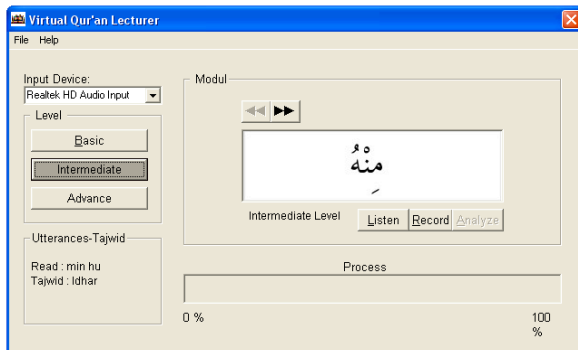 Virtual Qur'an Lecturer
File Help
Input Device:
Realtek HD Audio Input
Level
Basic
Intermediate
Advance
Utterances-Tajwid
Read : min hu
Tajwid : Idhar
Modul
مِنْهُ
Intermediate Level
Listen Record Analyze
Process
0 % 100 %